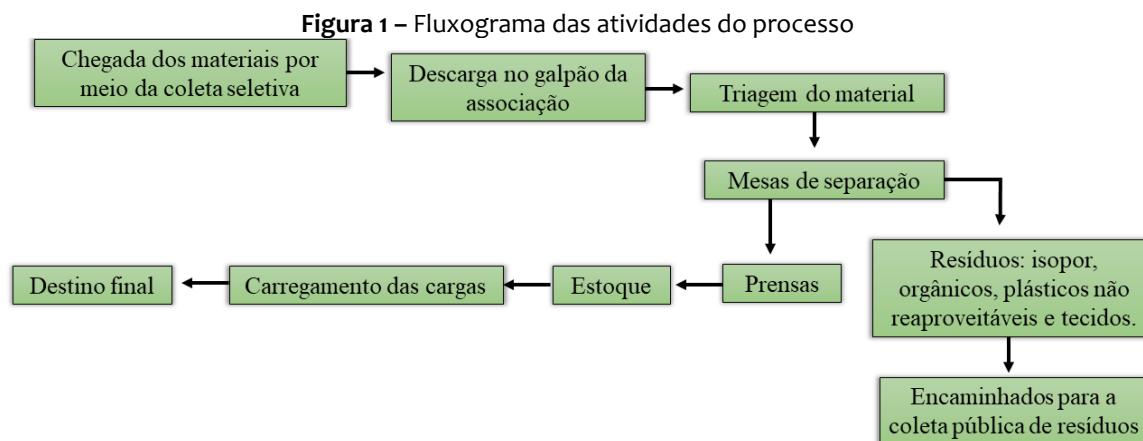 Figura 1 – Fluxograma das atividades do processo
Chegada dos materiais por
meio da coleta seletiva
Descarga no galpão da
associação
Triagem do material
Mesas de separação
Resíduos: isopor,
orgânicos, plásticos não
reaproveitáveis e tecidos.
Encaminhados para a
coleta pública de resíduos
Prensas
Estoque
Carregamento das cargas
Destino final